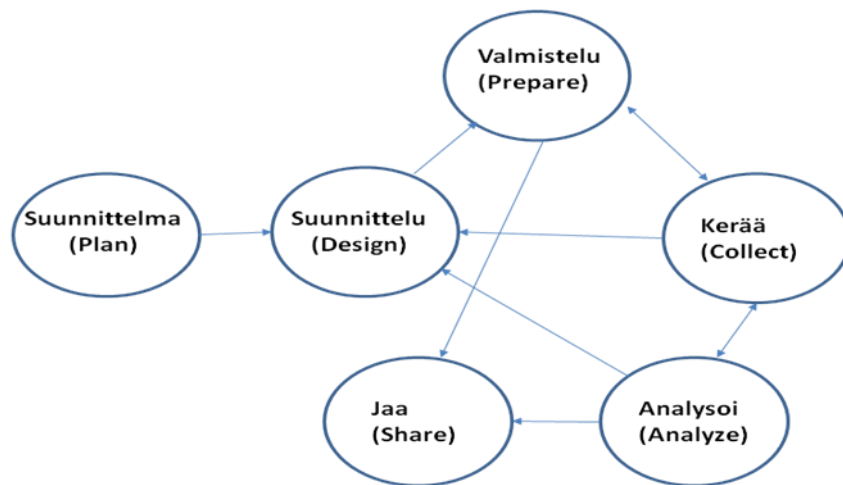 Valmistelu
(Prepare)
Suunnittelma
(Plan)
Suunnittelu
(Design)
Kerää
(Collect)
Jaa
(Share)
Analysoi
(Analyze)